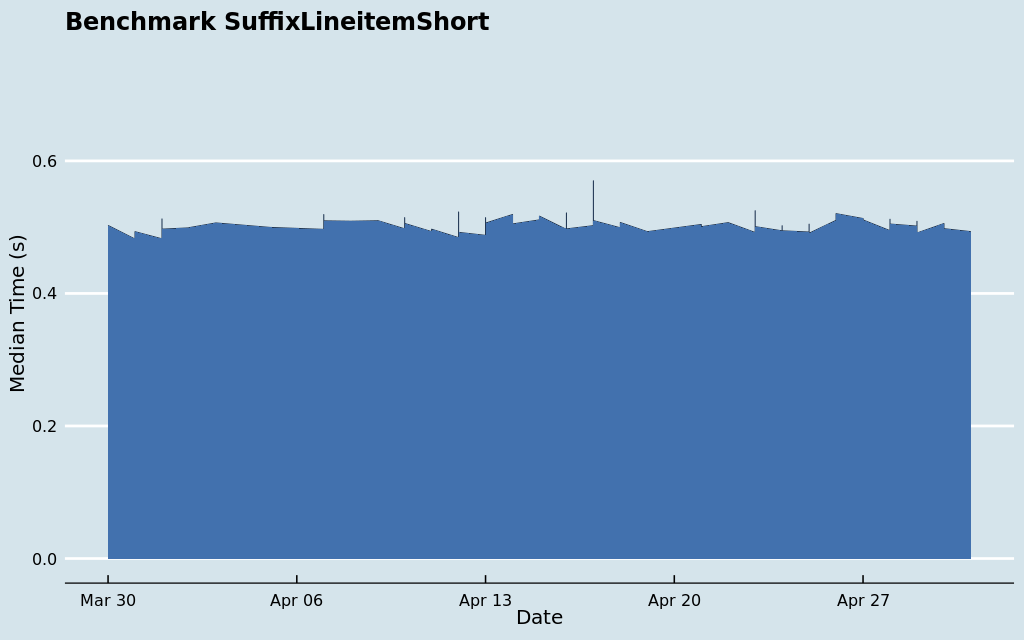 Benchmark SuffixLineitemShort
Median Time (s)
0.6
0.4
0.2
0.0
Mar 30
Apr 06
Apr 13
Apr 20
Apr 27
Date